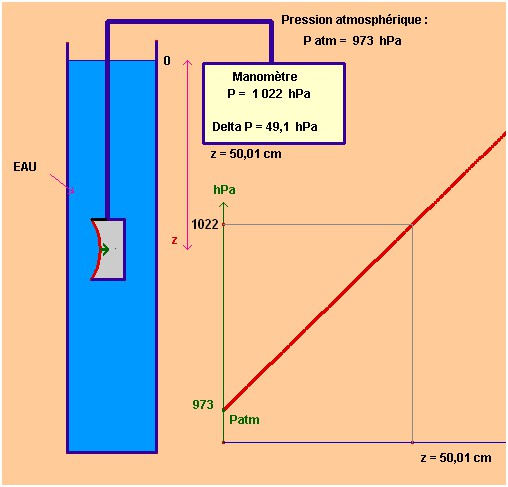 Pression atmosphérique :
P atm = 973 hPa
0
Manomètre
P = 1 022 hPa
Delta P = 49,1 hPa
z = 50,01 cm
EAU
hPa
1022
z
973
Patm
z = 50,01 cm